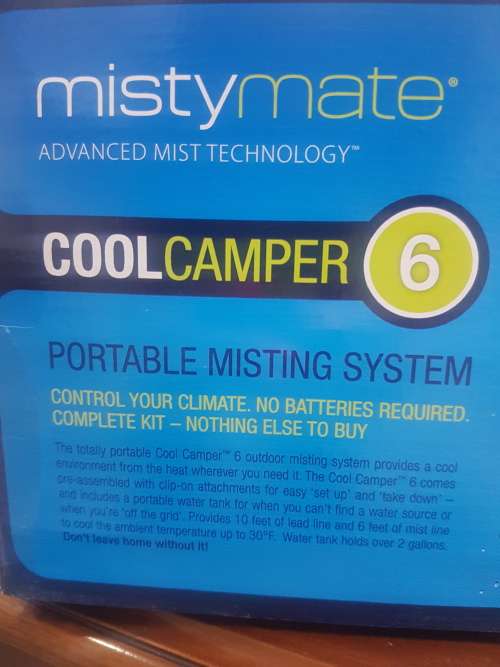 mistymate®
ADVANCED MIST TECHNOLOGY™
COOLCAMPER 6
PORTABLE MISTING SYSTEM
CONTROL YOUR CLIMATE. NO BATTERIES REQUIRED.
COMPLETE KIT – NOTHING ELSE TO BUY
The totally portable Cool Camper™ 6 outdoor misting system provides a cool
environment from the heat wherever you need it. The Cool Camper™ 6 comes
pre-assembled with clip-on attachments for easy 'set up' and 'take down' –
and includes a portable water tank for when you can't find a water source or
when you're 'off the grid'. Provides 10 feet of lead line and 6 feet of mist line
to cool the ambient temperature up to 30°F. Water tank holds over 2 gallons.
Don't leave home without it!